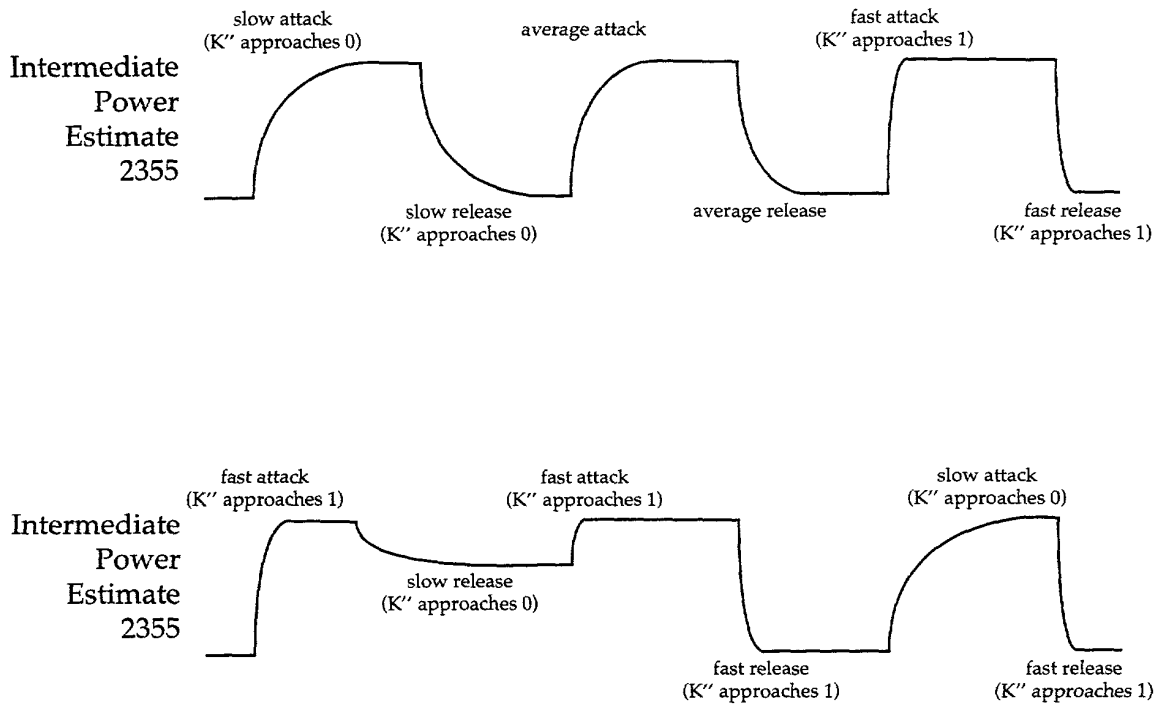 slow attack
(K″ approaches 0)
average attack
fast attack
(K″ approaches 1)
Intermediate
Power
Estimate
2355
slow release
(K″ approaches 0)
average release
fast release
(K″ approaches 1)
fast attack
(K″ approaches 1)
fast attack
(K″ approaches 1)
slow attack
(K″ approaches 0)
Intermediate
Power
Estimate
2355
slow release
(K″ approaches 0)
fast release
(K″ approaches 1)
fast release
(K″ approaches 1)